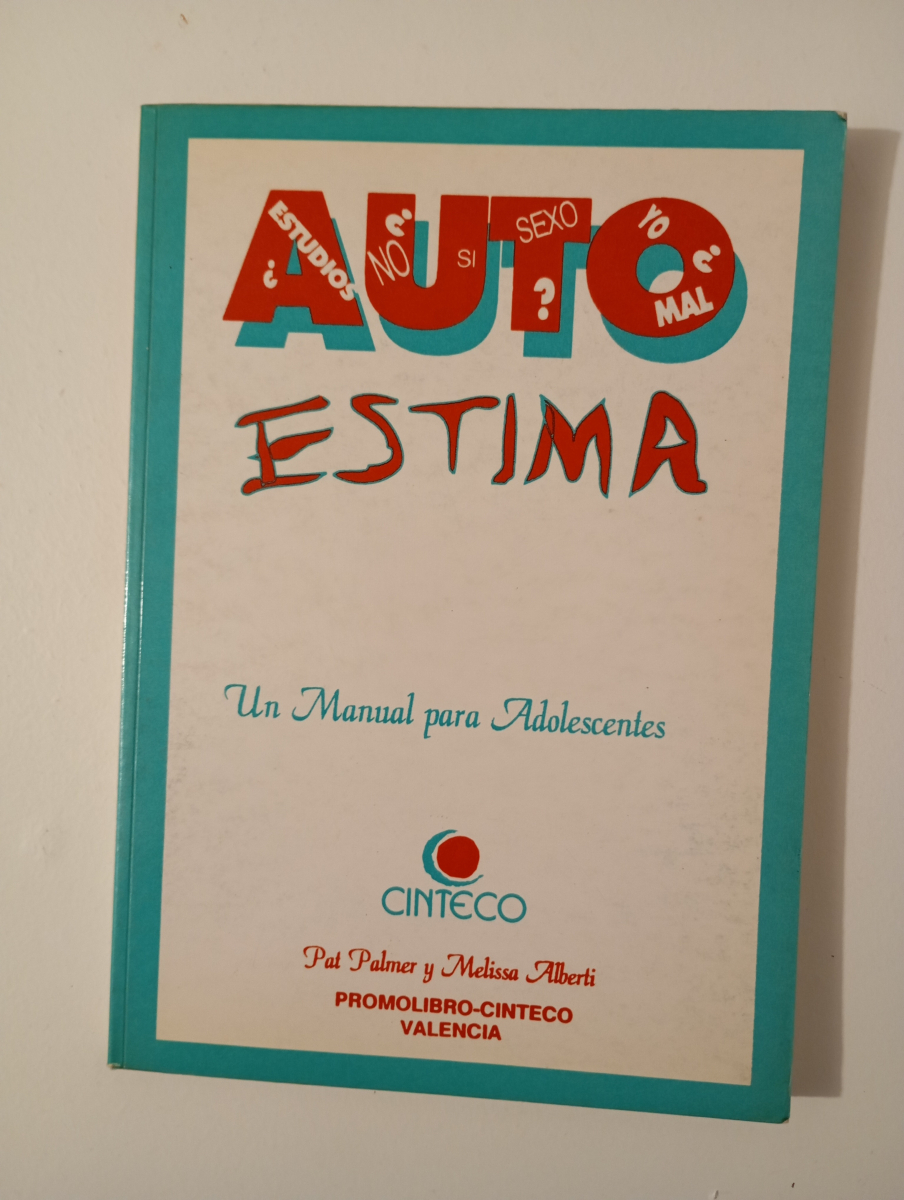 AUTO
ESTUDIOS
¿
NO
¿
SI
SEXO
?
YO
¿
MAL
ESTIMA
Un Manual para Adolescentes
CINTECO
Pat Palmer y Melissa Alberti
PROMOLIBRO-CINTECO
VALENCIA